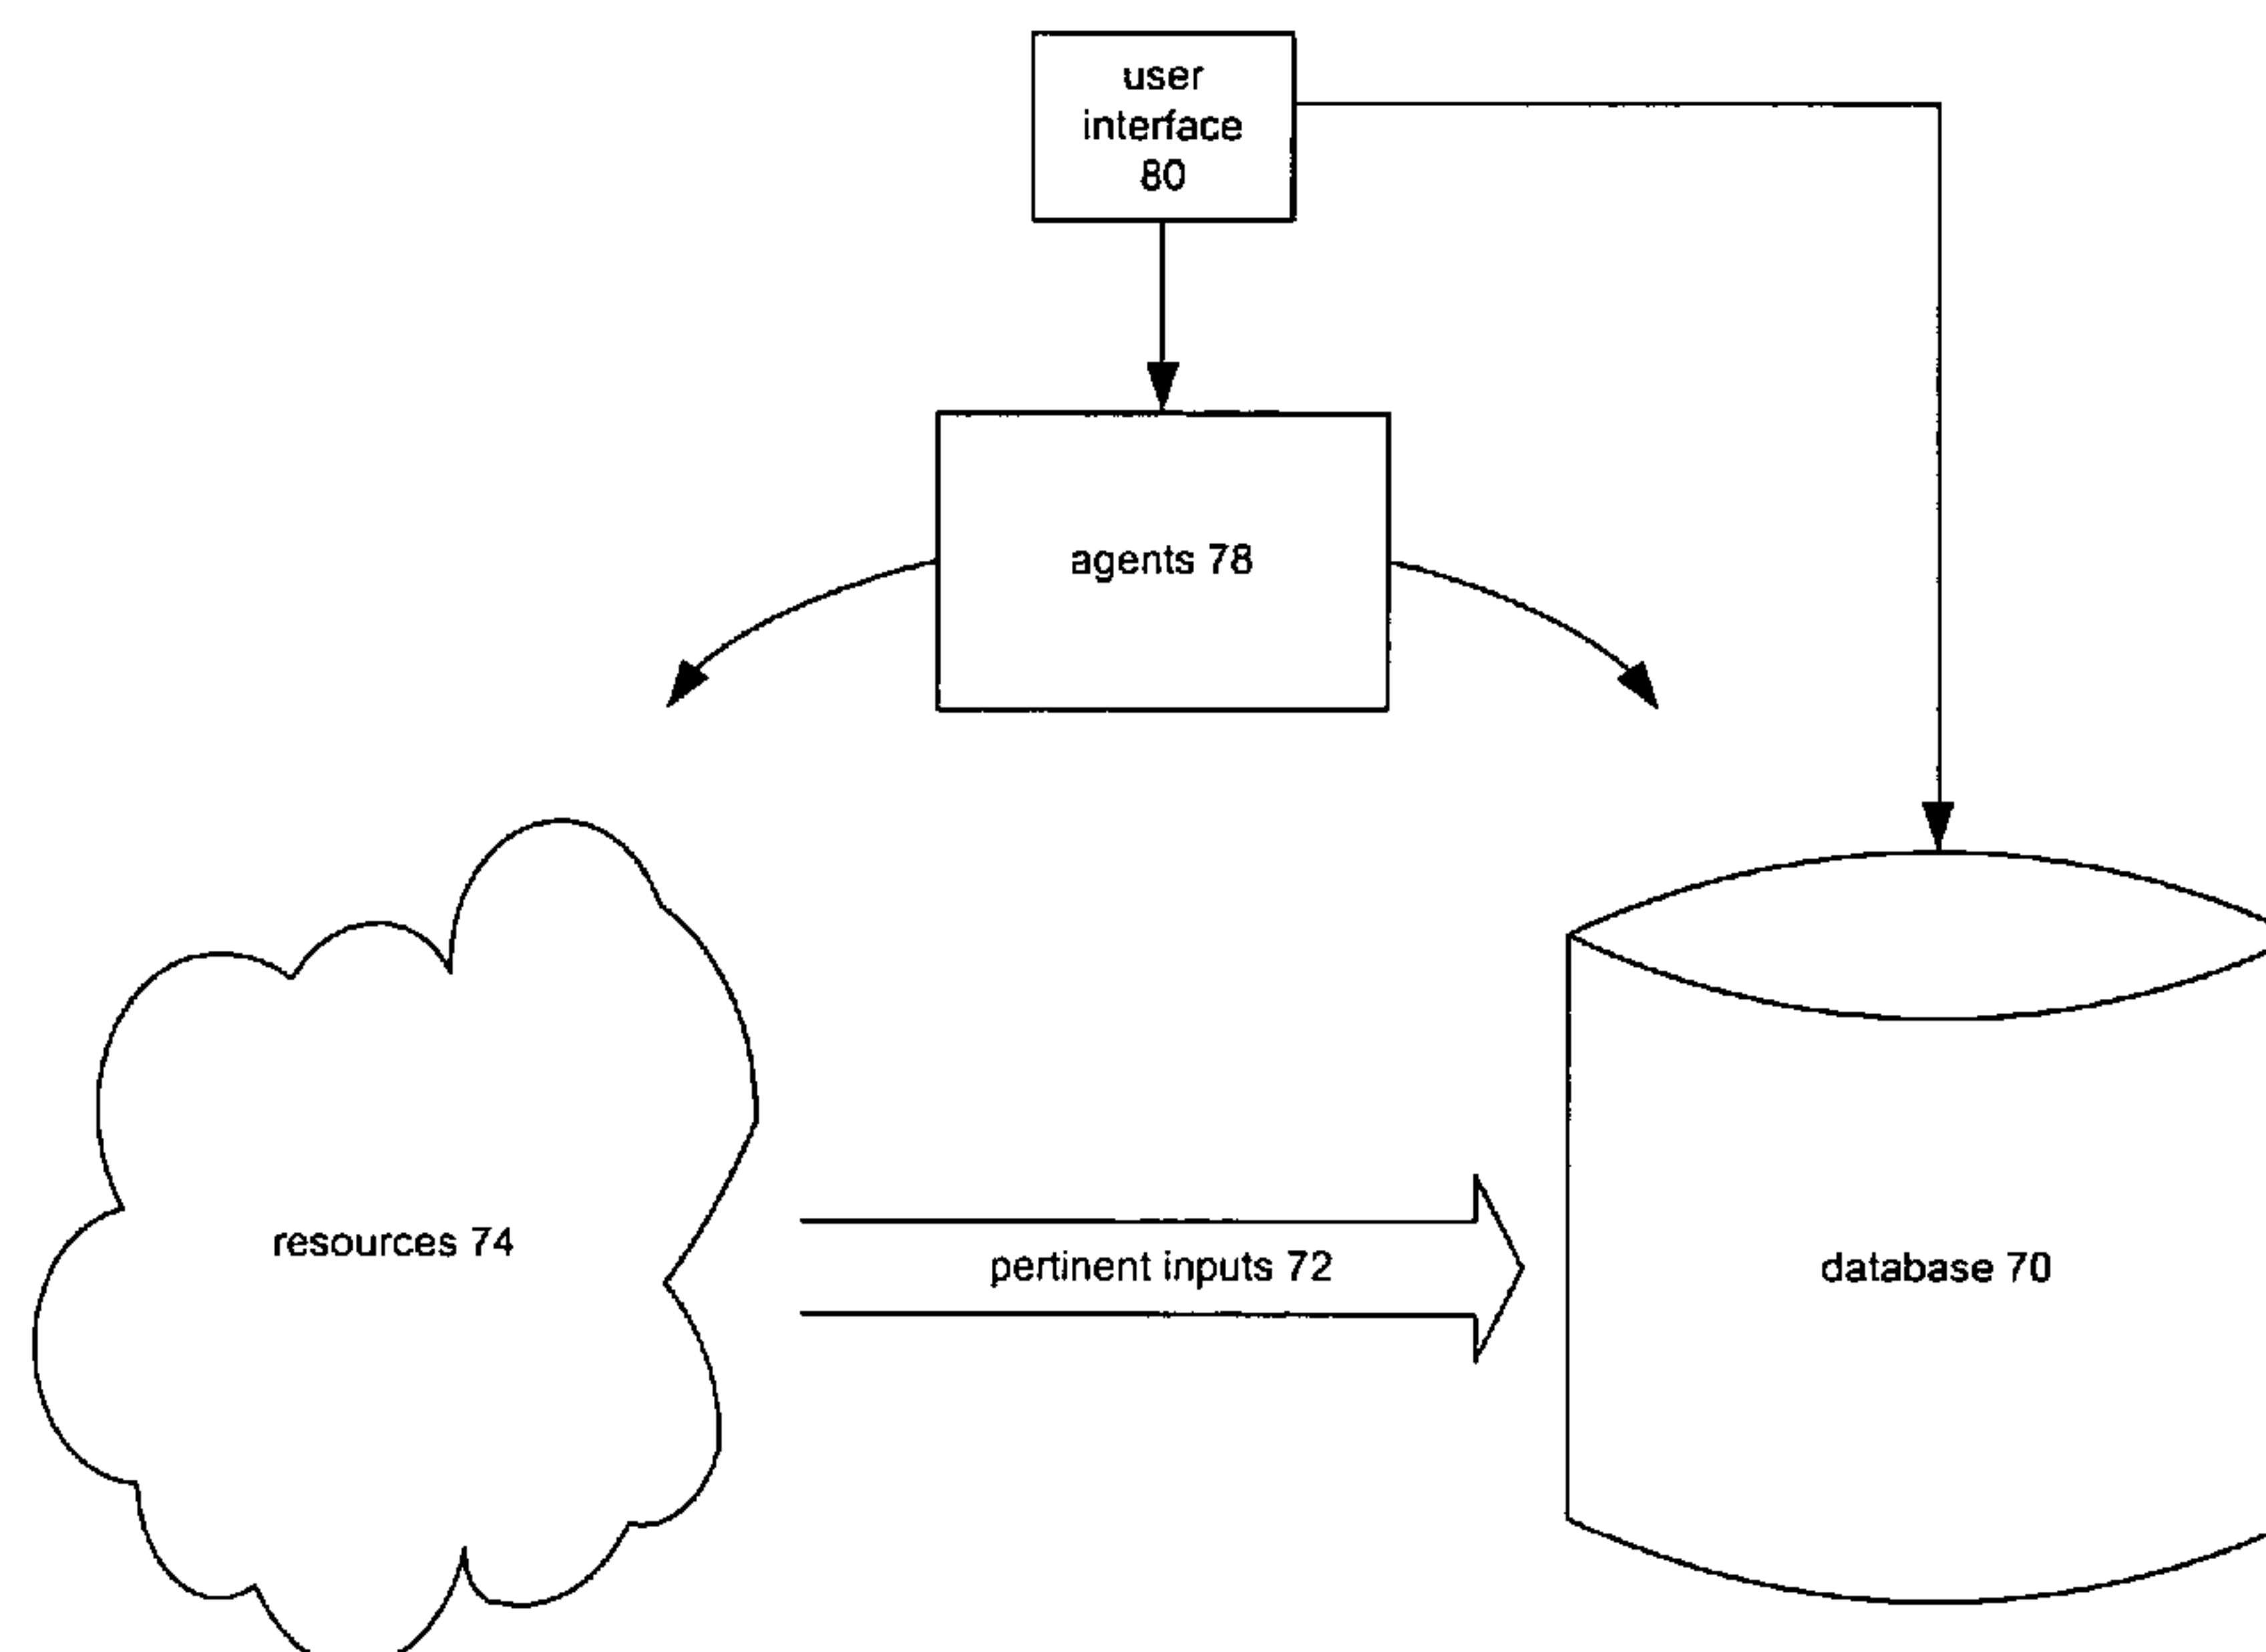 user
interface
80
agents 78
resources 74
pertinent inputs 72
database 70